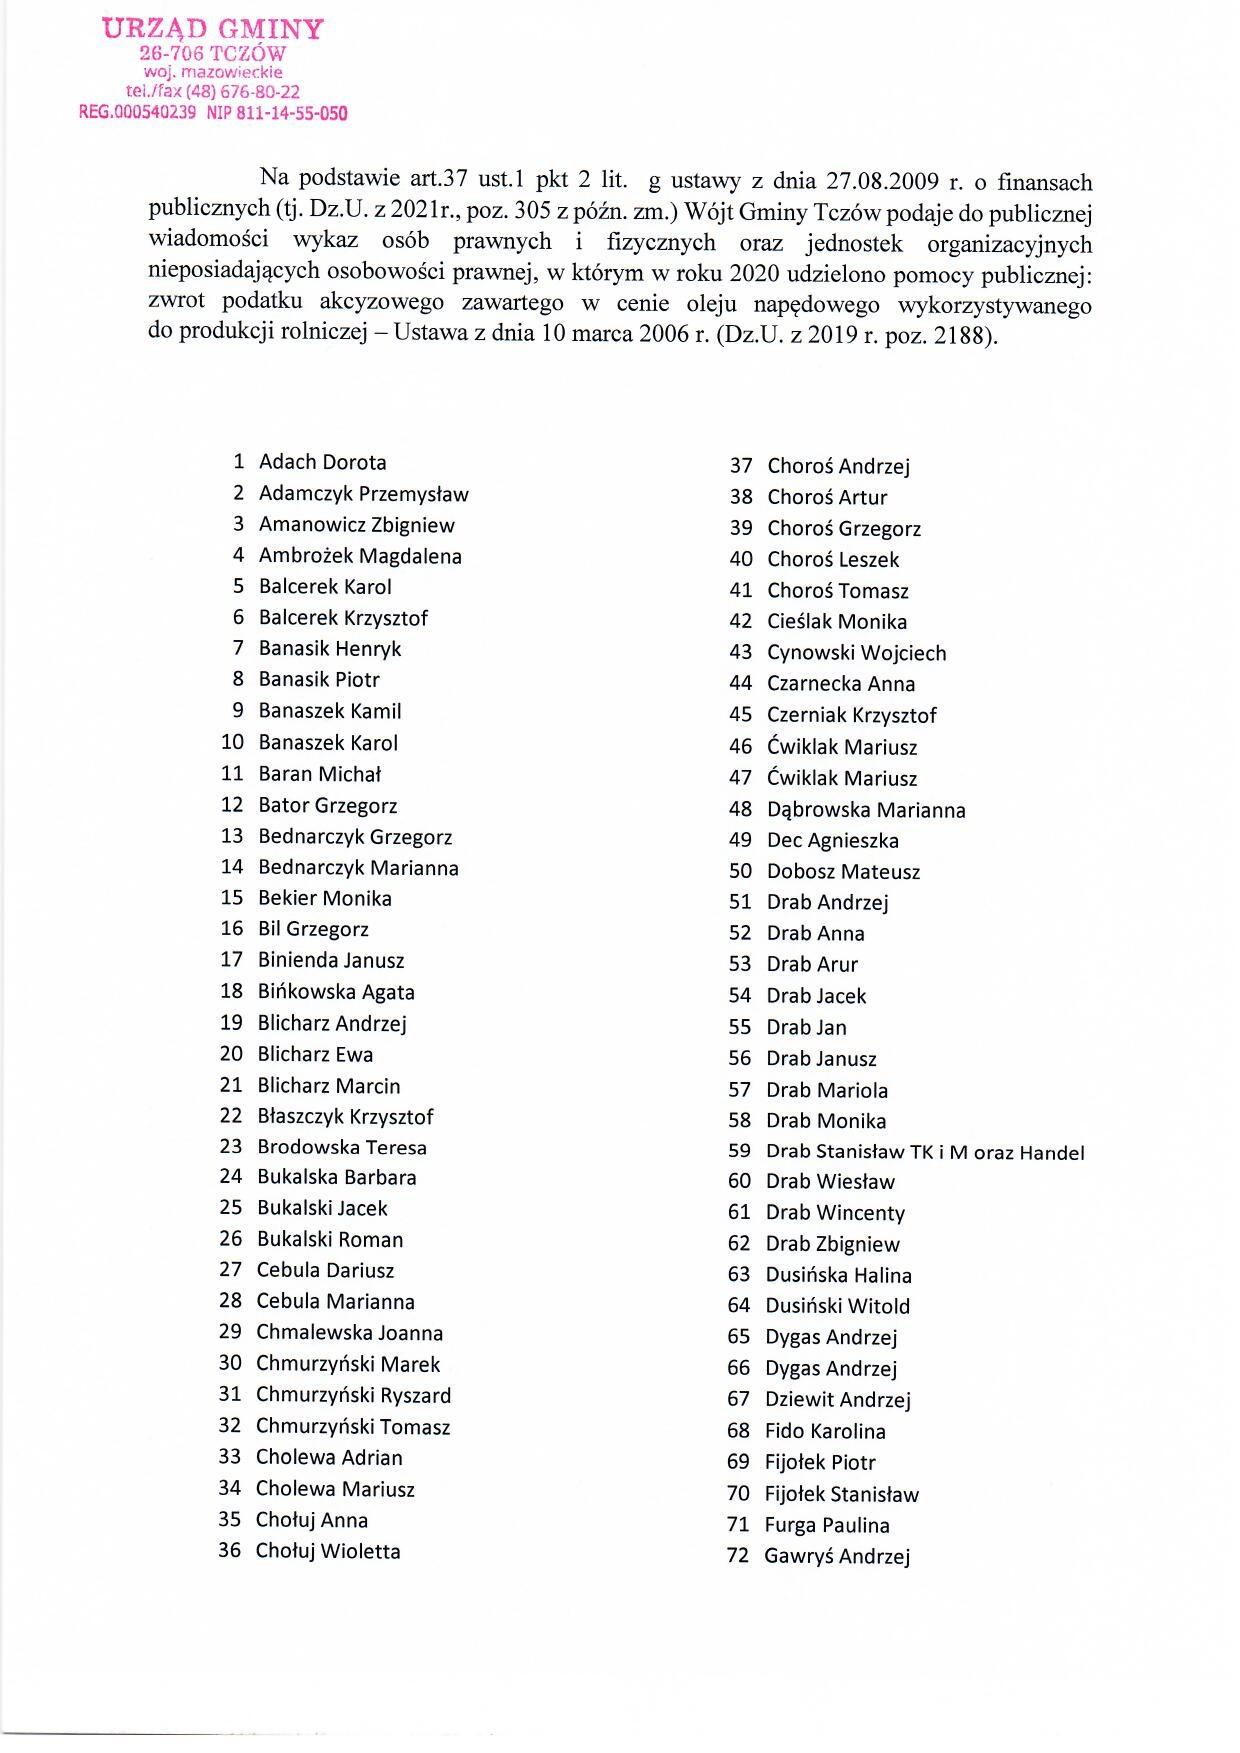 URZĄD GMINY
26-706 TCZÓW
woj. mazowieckie
tel./fax (48) 676-80-22
REG.000540239 NIP 811-14-55-050
Na podstawie art.37 ust.1 pkt 2 lit. g ustawy z dnia 27.08.2009 r. o finansach
publicznych (tj. Dz.U. z 2021r., poz. 305 z późn. zm.) Wójt Gminy Tczów podaje do publicznej
wiadomości wykaz osób prawnych i fizycznych oraz jednostek organizacyjnych
nieposiadających osobowości prawnej, w którym w roku 2020 udzielono pomocy publicznej:
zwrot podatku akcyzowego zawartego w cenie oleju napędowego wykorzystywanego
do produkcji rolniczej – Ustawa z dnia 10 marca 2006 r. (Dz.U. z 2019 r. poz. 2188).
1 Adach Dorota
2 Adamczyk Przemysław
3 Amanowicz Zbigniew
4 Ambrożek Magdalena
5 Balcerek Karol
6 Balcerek Krzysztof
7 Banasik Henryk
8 Banasik Piotr
9 Banaszek Kamil
10 Banaszek Karol
11 Baran Michał
12 Bator Grzegorz
13 Bednarczyk Grzegorz
14 Bednarczyk Marianna
15 Bekier Monika
16 Bil Grzegorz
17 Binienda Janusz
18 Bińkowska Agata
19 Blicharz Andrzej
20 Blicharz Ewa
21 Blicharz Marcin
22 Błaszczyk Krzysztof
23 Brodowska Teresa
24 Bukalska Barbara
25 Bukalski Jacek
26 Bukalski Roman
27 Cebula Dariusz
28 Cebula Marianna
29 Chmalewska Joanna
30 Chmurzyński Marek
31 Chmurzyński Ryszard
32 Chmurzyński Tomasz
33 Cholewa Adrian
34 Cholewa Mariusz
35 Chołuj Anna
36 Chołuj Wioletta
37 Choroś Andrzej
38 Choroś Artur
39 Choroś Grzegorz
40 Choroś Leszek
41 Choroś Tomasz
42 Cieślak Monika
43 Cynowski Wojciech
44 Czarnecka Anna
45 Czerniak Krzysztof
46 Ćwiklak Mariusz
47 Ćwiklak Mariusz
48 Dąbrowska Marianna
49 Dec Agnieszka
50 Dobosz Mateusz
51 Drab Andrzej
52 Drab Anna
53 Drab Arur
54 Drab Jacek
55 Drab Jan
56 Drab Janusz
57 Drab Mariola
58 Drab Monika
59 Drab Stanisław TK i M oraz Handel
60 Drab Wiesław
61 Drab Wincenty
62 Drab Zbigniew
63 Dusińska Halina
64 Dusiński Witold
65 Dygas Andrzej
66 Dygas Andrzej
67 Dziewit Andrzej
68 Fido Karolina
69 Fijołek Piotr
70 Fijołek Stanisław
71 Furga Paulina
72 Gawryś Andrzej